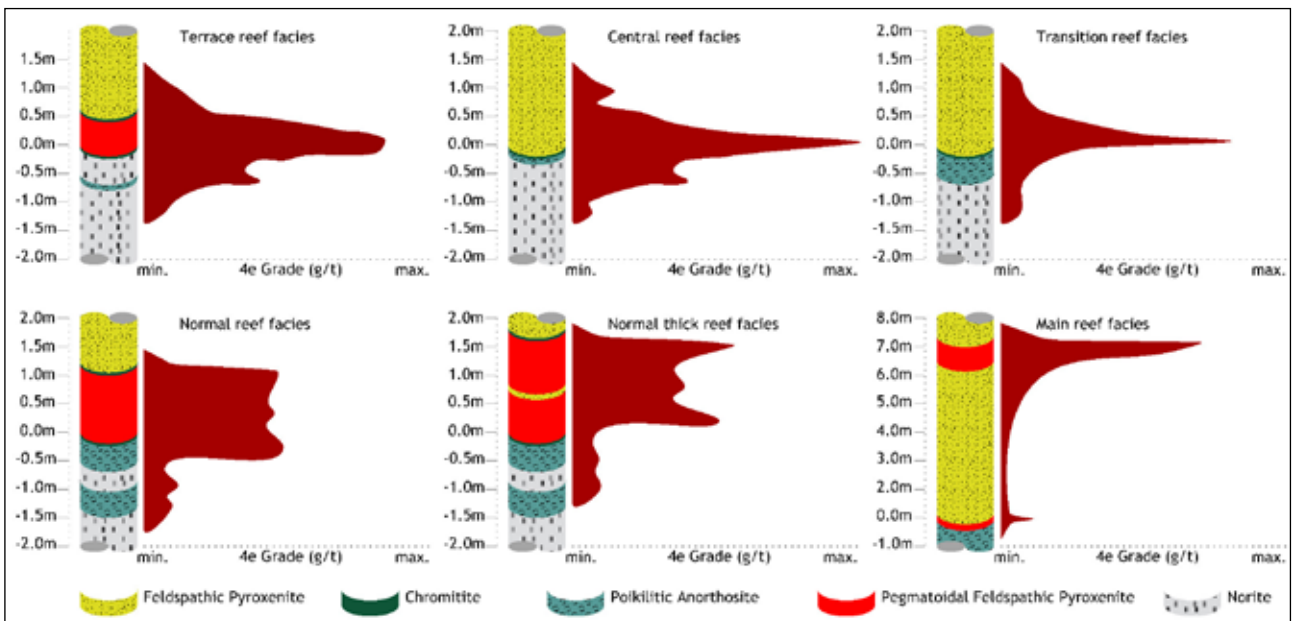 Terrace reef facies
1.5m
1.0m
0.5m
0.0m
-0.5m
-1.0m
-1.5m
-2.0m
min. 4e Grade (g/t) max.
Central reef facies
2.0m
1.5m
1.0m
0.5m
0.0m
-0.5m
-1.0m
-1.5m
-2.0m
min. 4e Grade (g/t) max.
Transition reef facies
2.0m
1.5m
1.0m
0.5m
0.0m
-0.5m
-1.0m
-1.5m
-2.0m
min. 4e Grade (g/t) max.
Normal reef facies
2.0m
1.5m
1.0m
0.5m
0.0m
-0.5m
-1.0m
-1.5m
-2.0m
min. 4e Grade (g/t) max.
Normal thick reef facies
2.0m
1.5m
1.0m
0.5m
0.0m
-0.5m
-1.0m
-1.5m
-2.0m
min. 4e Grade (g/t) max.
Main reef facies
8.0m
7.0m
6.0m
5.0m
4.0m
3.0m
2.0m
0.0m
-1.0m
min. 4e Grade (g/t) max.
Feldspathic Pyroxenite
Chromitite
Poikilitic Anorthosite
Pegmatoidal Feldspathic Pyroxenite
Norite